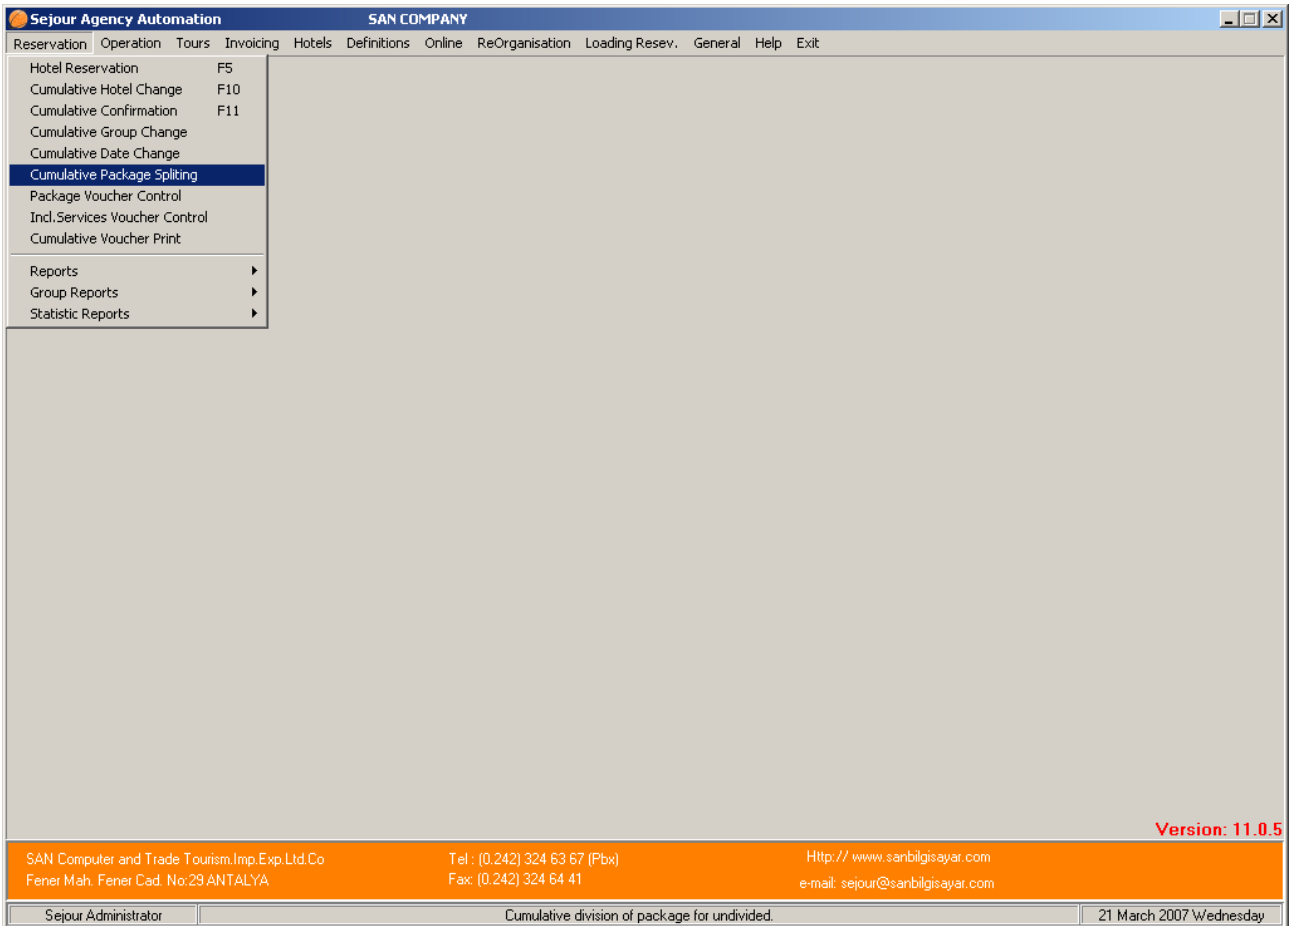 Sejour Agency Automation SAN COMPANY
Reservation Operation Tours Invoicing Hotels Definitions Online ReOrganisation Loading Resev. General Help Exit
Hotel Reservation F5
Cumulative Hotel Change F10
Cumulative Confirmation F11
Cumulative Group Change
Cumulative Date Change
Cumulative Package Spliting
Package Voucher Control
Incl.Services Voucher Control
Cumulative Voucher Print
Reports
Group Reports
Statistic Reports
Version: 11.0.5
SAN Computer and Trade Tourism.Imp.Exp.Ltd.Co Tel : (0.242) 324 63 67 (Pbx) Http:// www.sanbilgisayar.com
Fener Mah. Fener Cad. No:29 ANTALYA Fax: (0.242) 324 64 41 e-mail: sejour@sanbilgisayar.com
Sejour Administrator Cumulative division of package for undivided. 21 March 2007 Wednesday